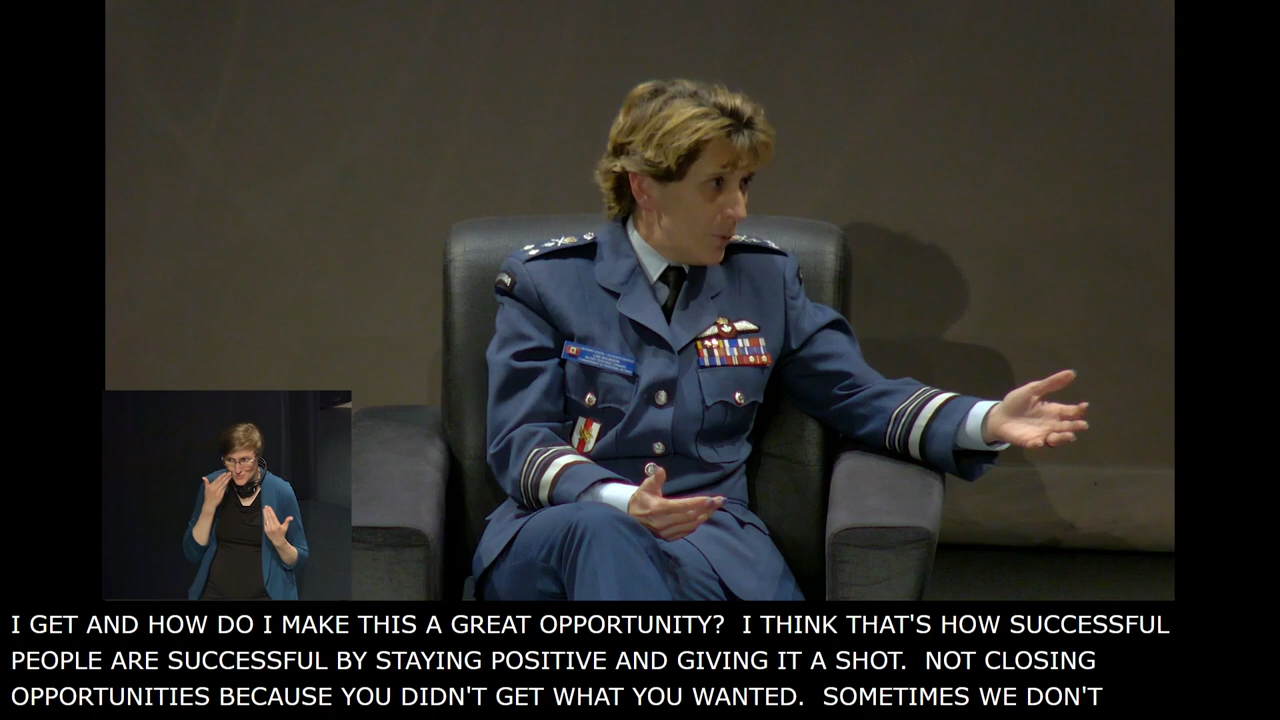 I GET AND HOW DO I MAKE THIS A GREAT OPPORTUNITY?  I THINK THAT'S HOW SUCCESSFUL
PEOPLE ARE SUCCESSFUL BY STAYING POSITIVE AND GIVING IT A SHOT.  NOT CLOSING
OPPORTUNITIES BECAUSE YOU DIDN'T GET WHAT YOU WANTED.  SOMETIMES WE DON'T